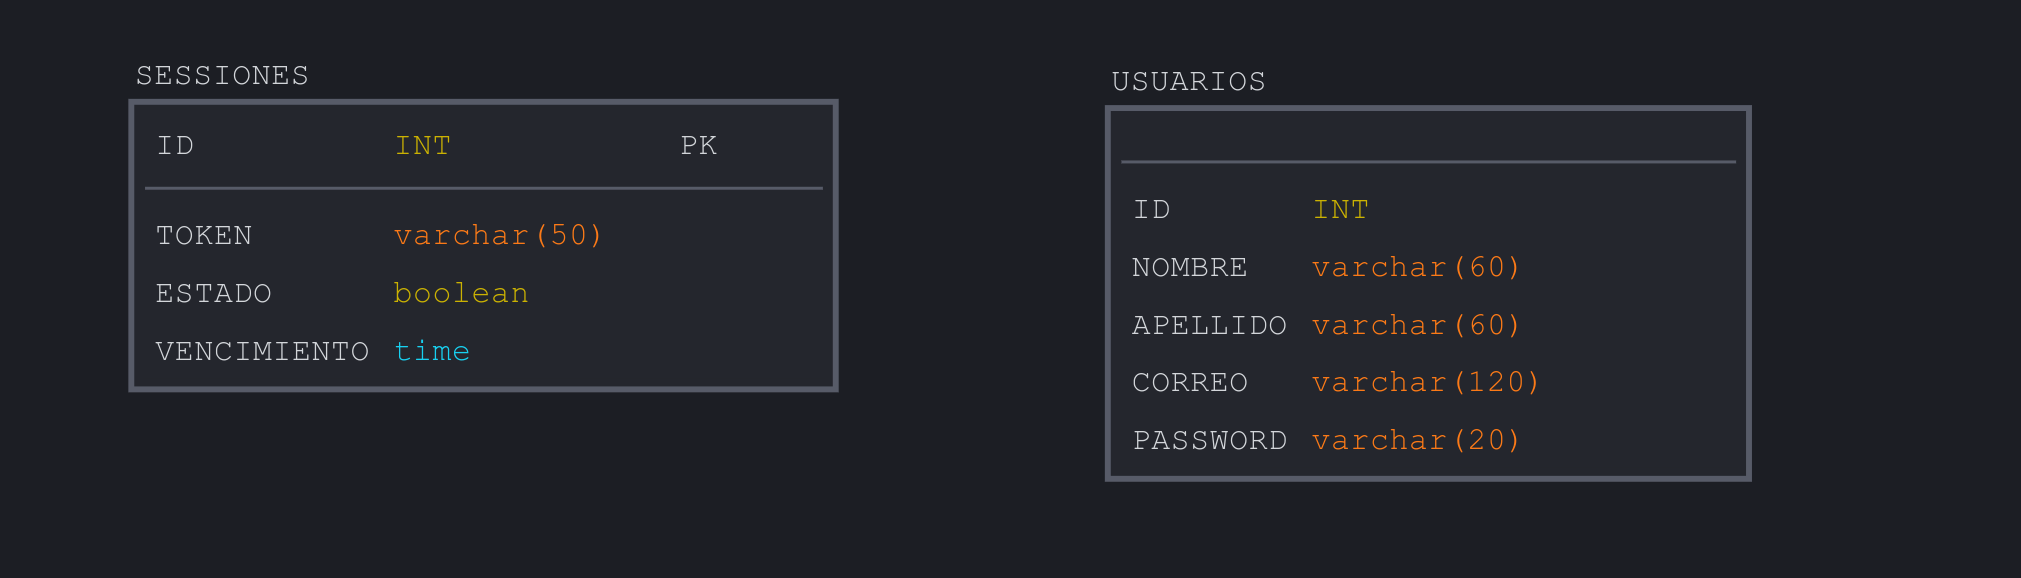 SESSIONES
ID INT PK
TOKEN varchar(50)
ESTADO boolean
VENCIMIENTO time
USUARIOS
ID INT
NOMBRE varchar(60)
APELLIDO varchar(60)
CORREO varchar(120)
PASSWORD varchar(20)